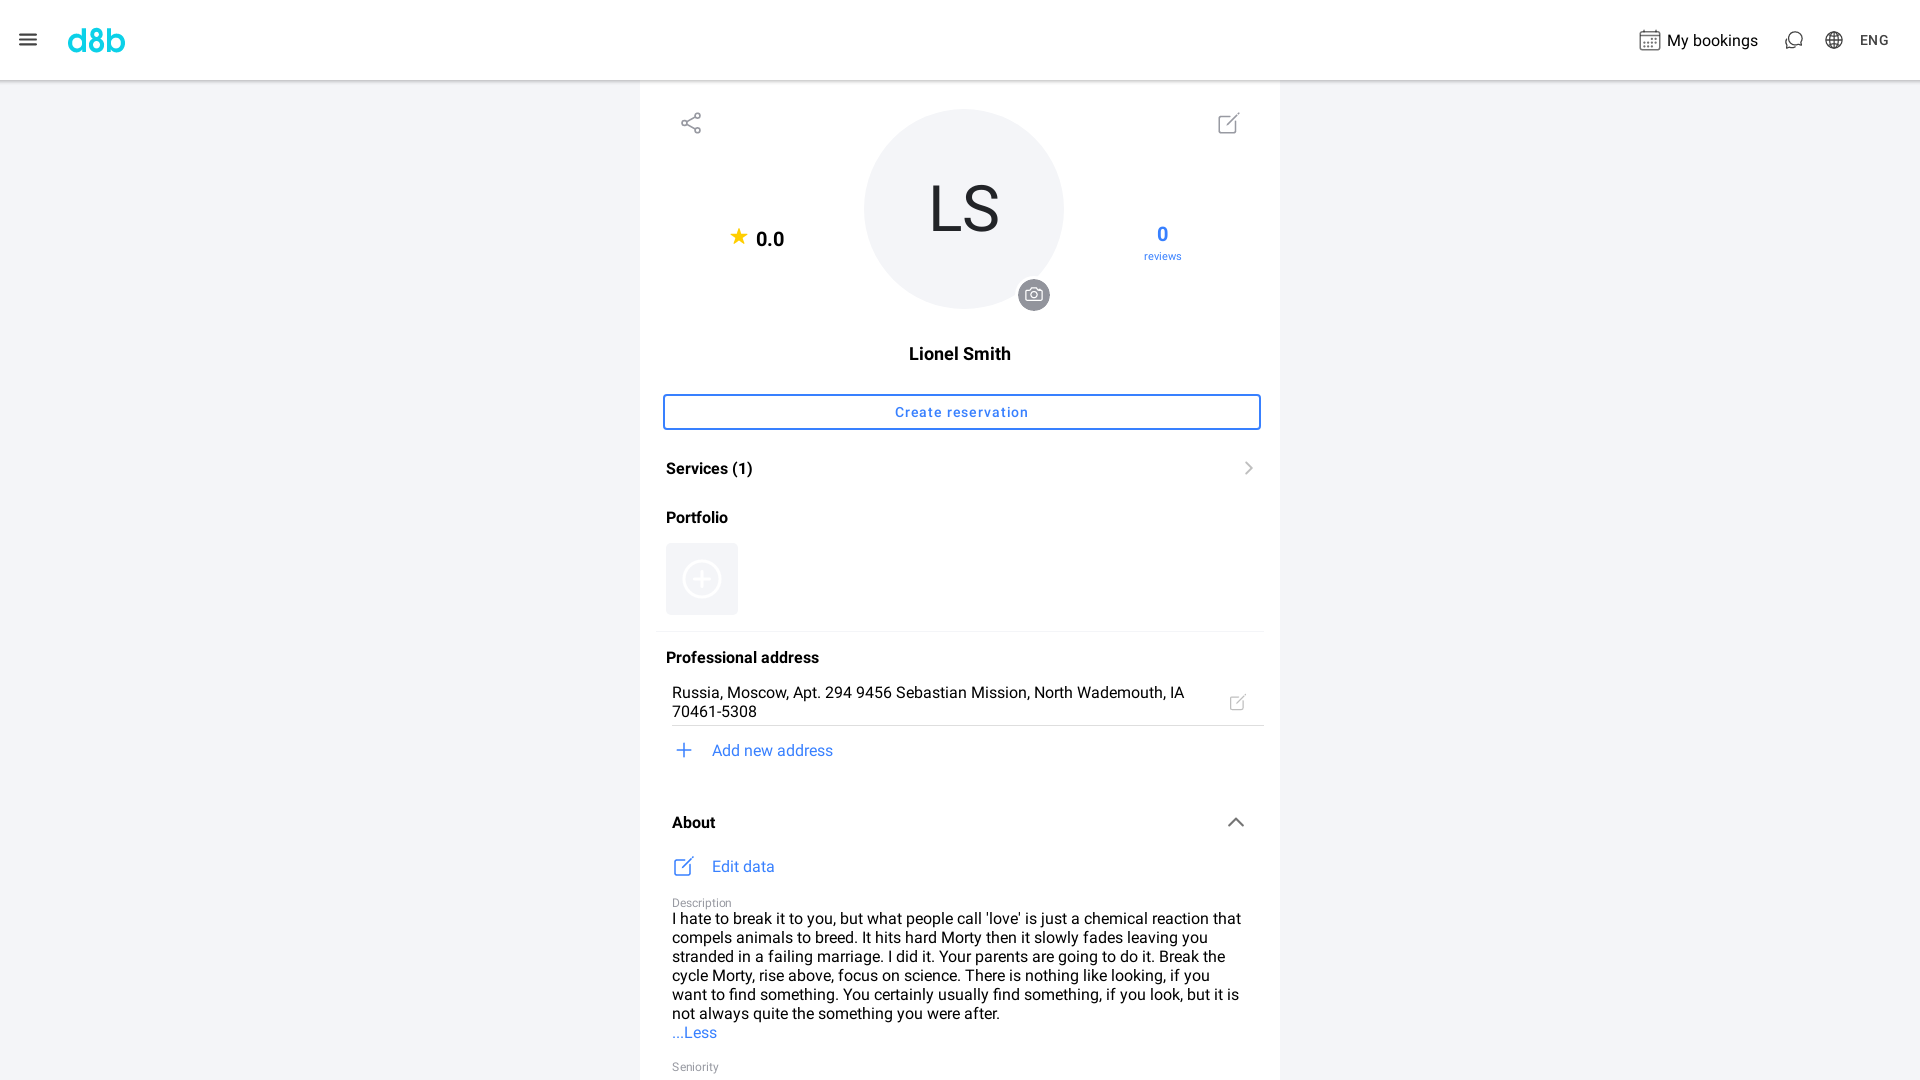 d8b
My bookings
ENG
LS
0.0
0
reviews
Lionel Smith
Create reservation
Services (1)
Portfolio
Professional address
Russia, Moscow, Apt. 294 9456 Sebastian Mission, North Wademouth, IA
70461-5308
Add new address
About
Edit data
Description
I hate to break it to you, but what people call 'love' is just a chemical reaction that
compels animals to breed. It hits hard Morty then it slowly fades leaving you
stranded in a failing marriage. I did it. Your parents are going to do it. Break the
cycle Morty, rise above, focus on science. There is nothing like looking, if you
want to find something. You certainly usually find something, if you look, but it is
not always quite the something you were after.
...Less
Seniority